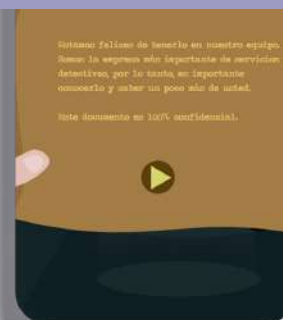 Estamos felices de tenerlo en nuestro equipo.
Somos la empresa más importante de servicios
detectives, por lo tanto, es importante
conocerlo y saber un poco más de usted.
Este documento es 100% confidencial.